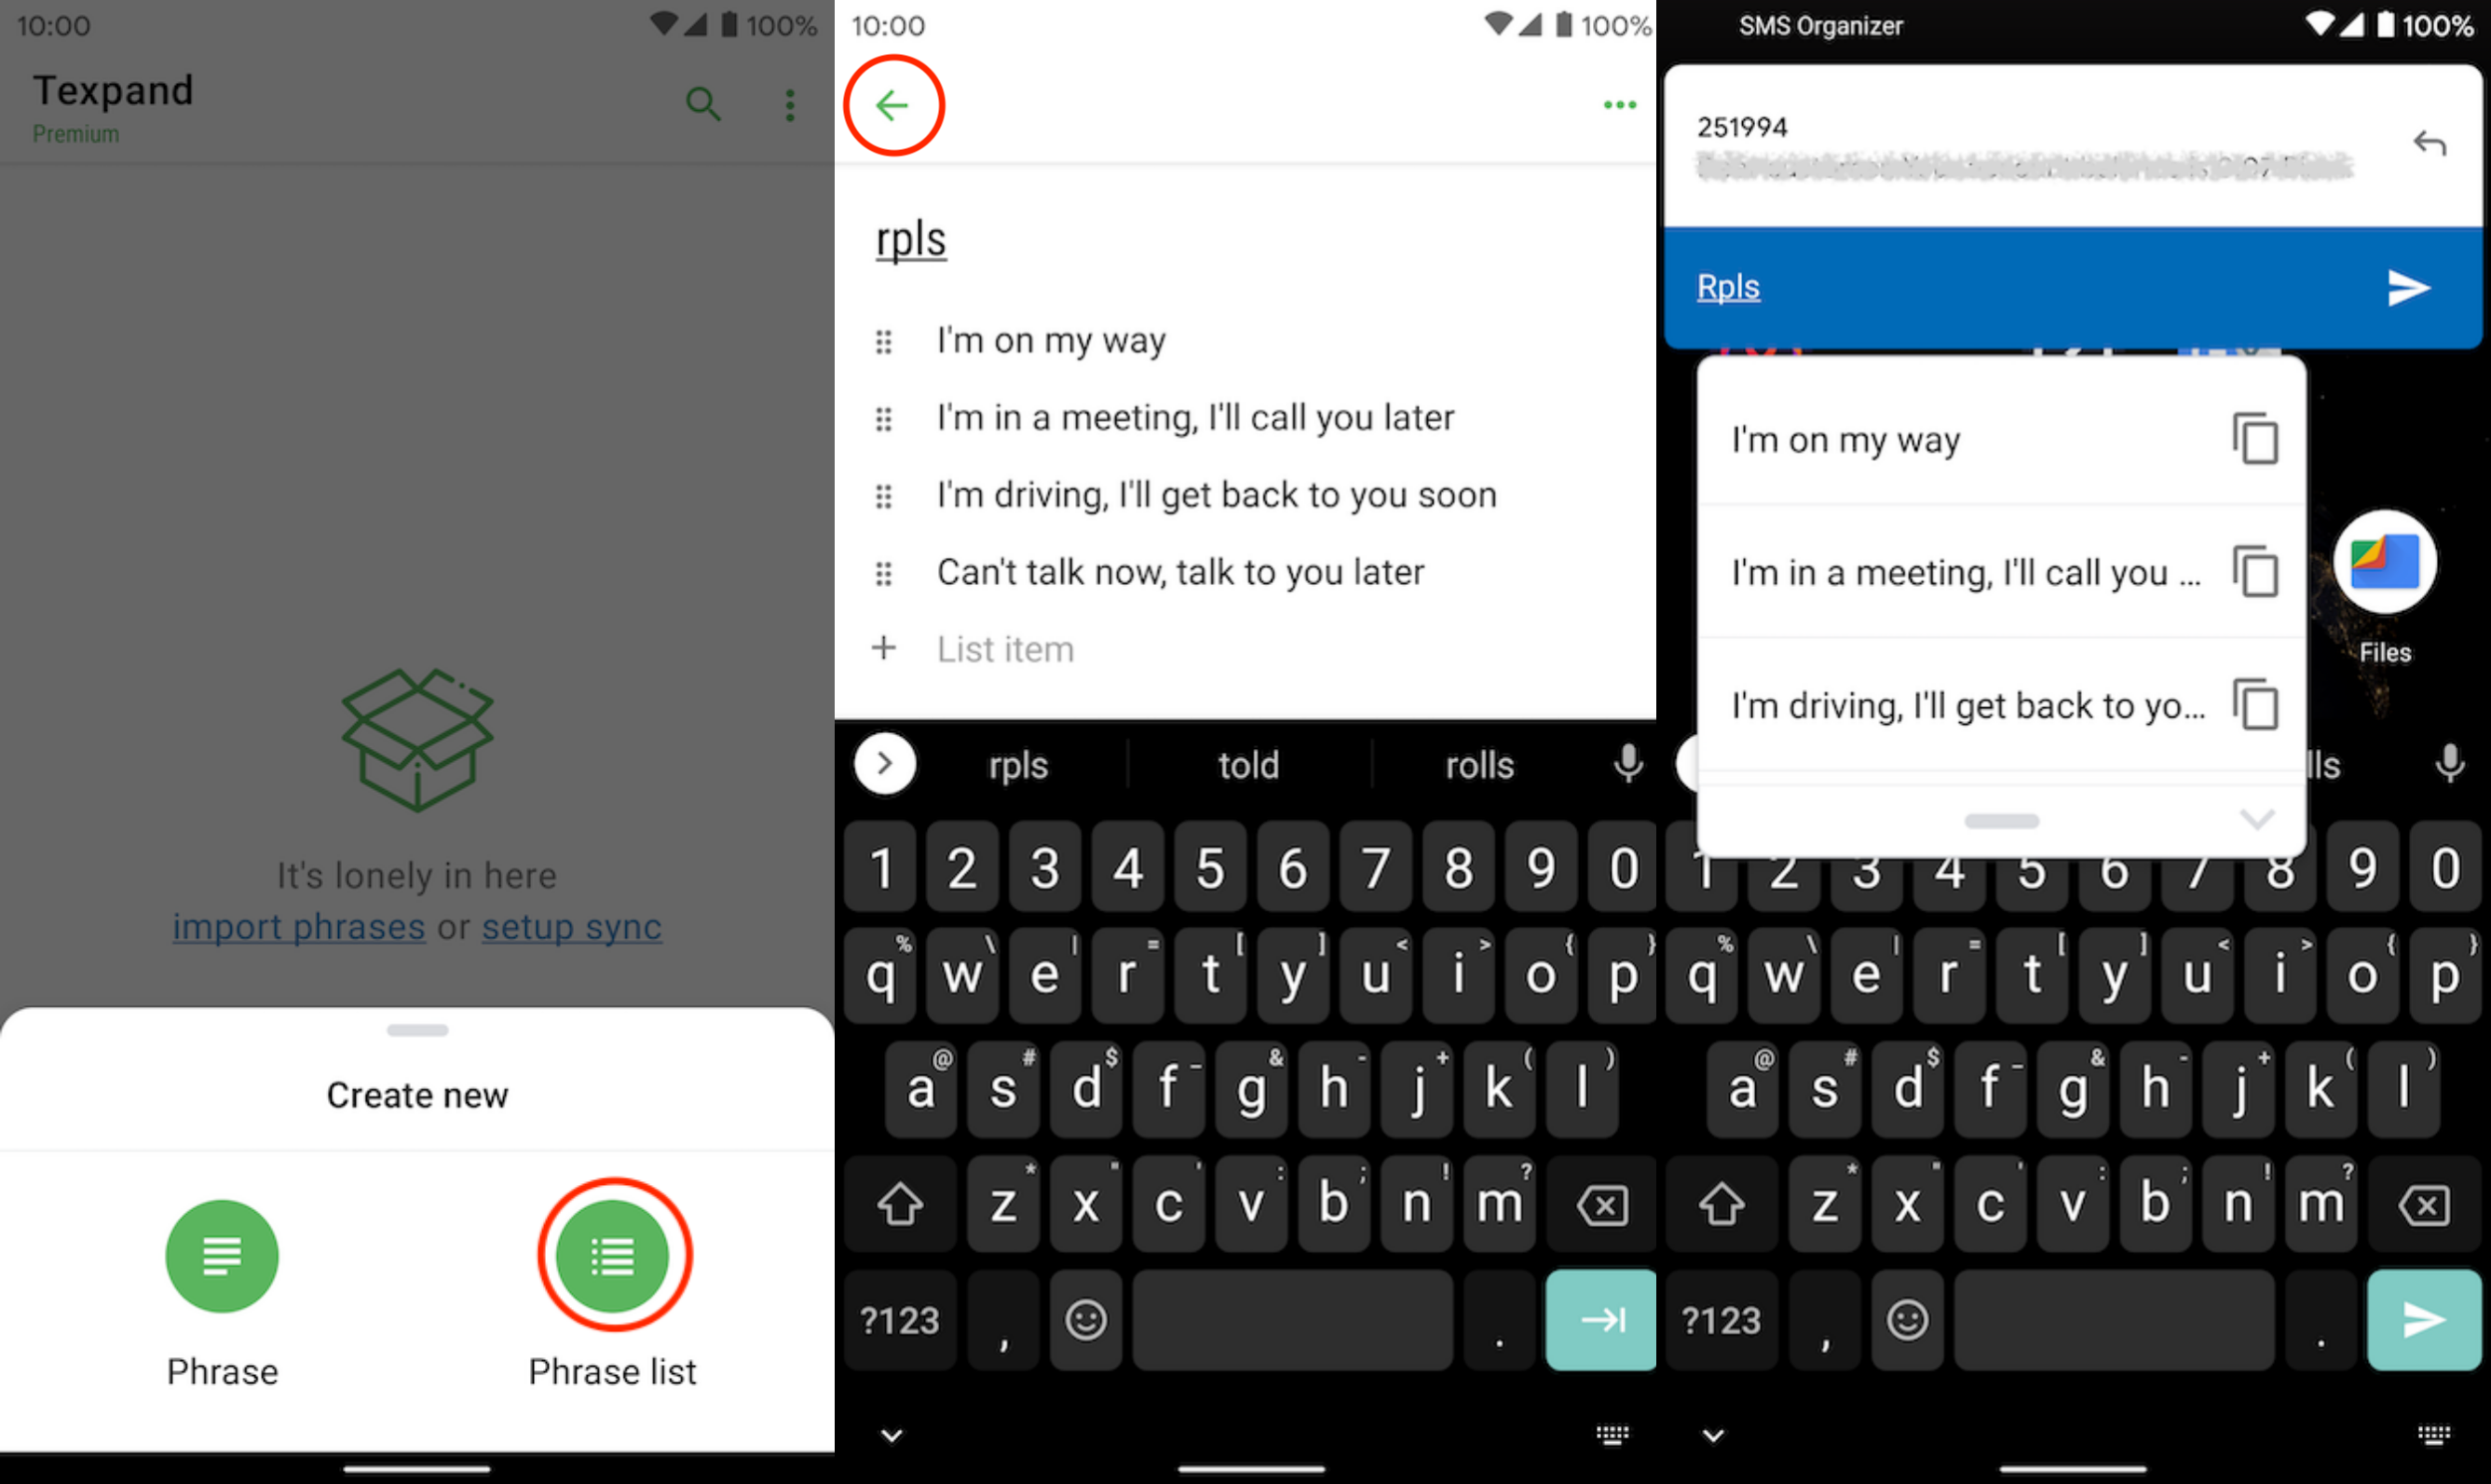 10:00
100%
Texpand
Premium
It's lonely in here
import phrases or setup sync
Create new
Phrase
Phrase list
10:00
100%
rpls
I'm on my way
I'm in a meeting, I'll call you later
I'm driving, I'll get back to you soon
Can't talk now, talk to you later
+ List item
rpls told rolls
1 2 3 4 5 6 7 8 9 0
% \ | = [ ] < > { }
q w e r t y u i o p
@ # $ _ & - + ( )
a s d f g h j k l
* " ' : ; ! ?
z x c v b n m
?123 , .
SMS Organizer
100%
251994
Rpls
I'm on my way
I'm in a meeting, I'll call you ...
I'm driving, I'll get back to yo...
Files
lls
1 2 3 4 5 6 7 8 9 0
% \ | = [ ] < > { }
q w e r t y u i o p
@ # $ _ & - + ( )
a s d f g h j k l
* " ' : ; ! ?
z x c v b n m
?123 , .